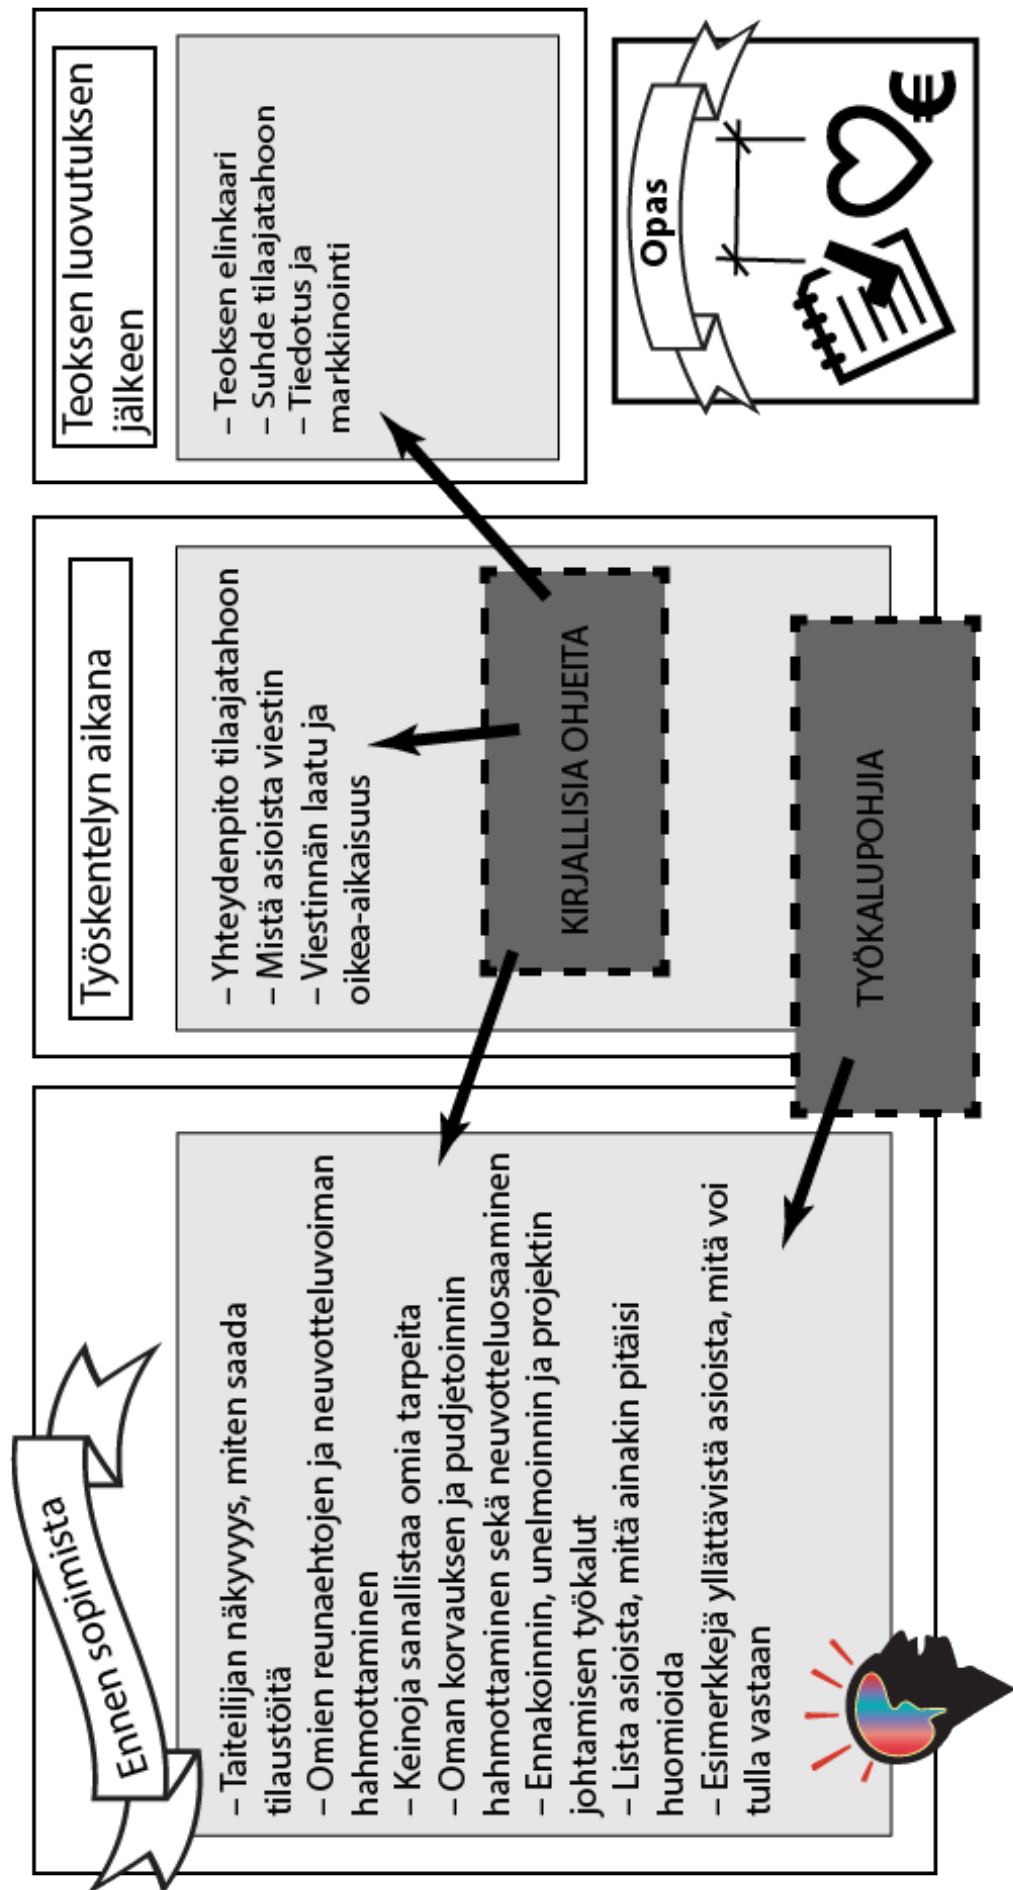 Ennen sopimista
– Taiteilijan näkyvyys, miten saada
tilaustöitä
– Omien reunaehtojen ja neuvotteluvoiman
hahmottaminen
– Keinoja sanallistaa omia tarpeita
– Oman korvauksen ja pudjetoinnin
hahmottaminen sekä neuvotteluosaaminen
– Ennakoinnin, unelmoinnin ja projektin
johtamisen työkalut
– Lista asioista, mitä ainakin pitäisi
huomioida
– Esimerkkejä yllättävistä asioista, mitä voi
tulla vastaan
Työskentelyn aikana
– Yhteydenpito tilaajatahoon
– Mistä asioista viestin
– Viestinnän laatu ja
oikea-aikaisuus
KIRJALLISIA OHJEITA
TYÖKALUPOHJIA
Teoksen luovutuksen
jälkeen
– Teoksen elinkaari
– Suhde tilaajatahoon
– Tiedotus ja
markkinointi
Opas
€